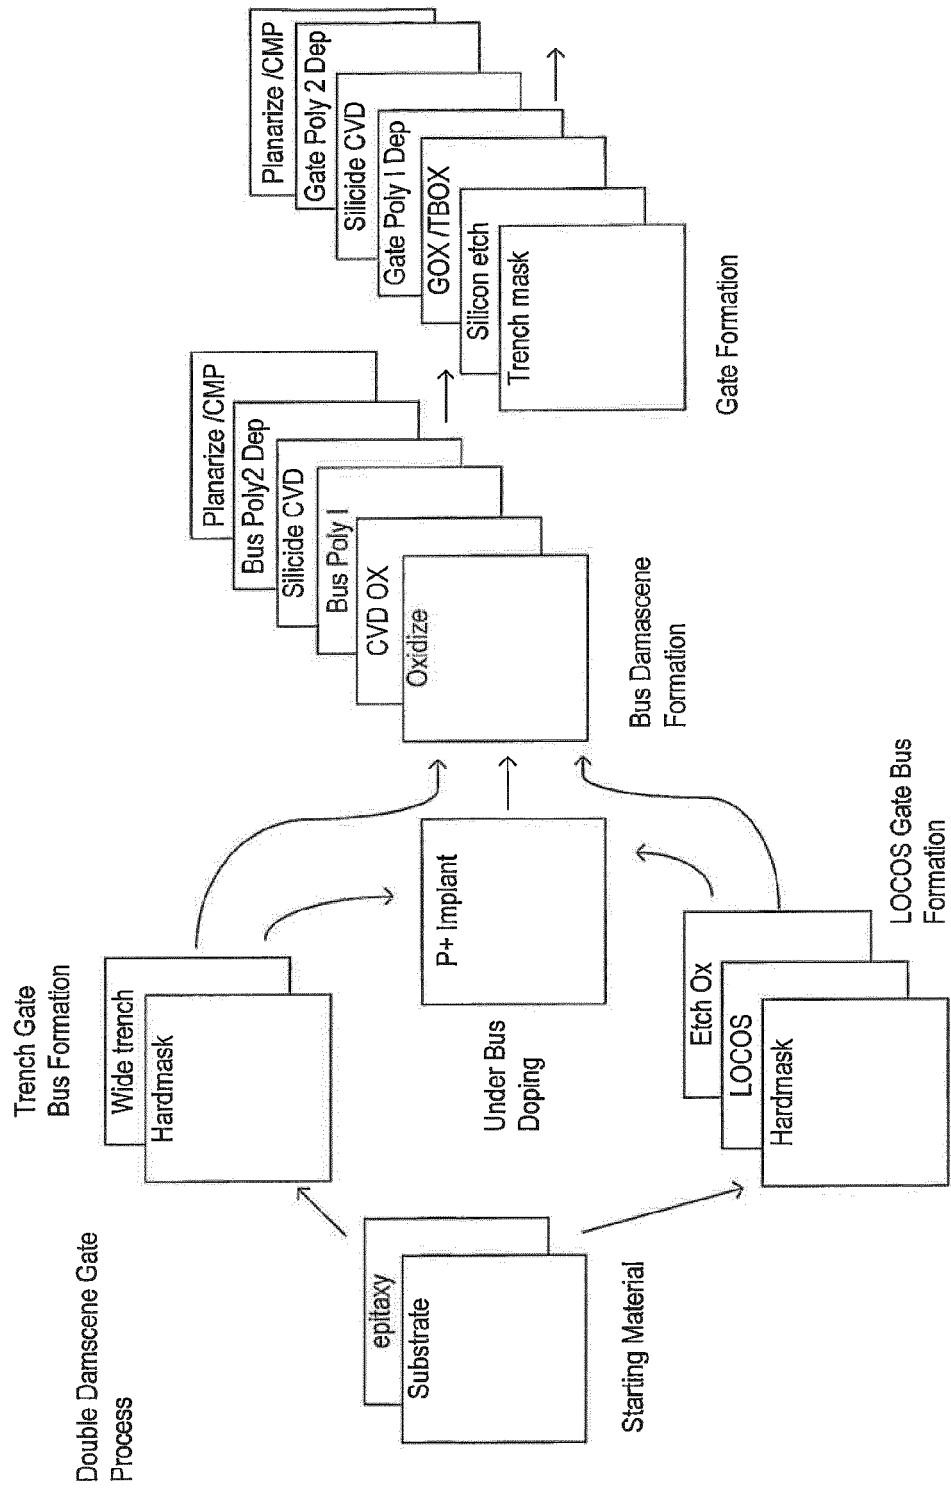 Double Damscene Gate
Process
Starting Material
Substrate
epitaxy
Trench Gate
Bus Formation
Hardmask
Wide trench
Under Bus
Doping
P+ Implant
LOCOS Gate Bus
Formation
Hardmask
LOCOS
Etch Ox
Bus Damascene
Formation
Oxidize
CVD OX
Bus Poly I
Silicide CVD
Bus Poly2 Dep
Planarize /CMP
Gate Formation
Trench mask
Silicon etch
GOX /TBOX
Gate Poly I Dep
Silicide CVD
Gate Poly 2 Dep
Planarize /CMP